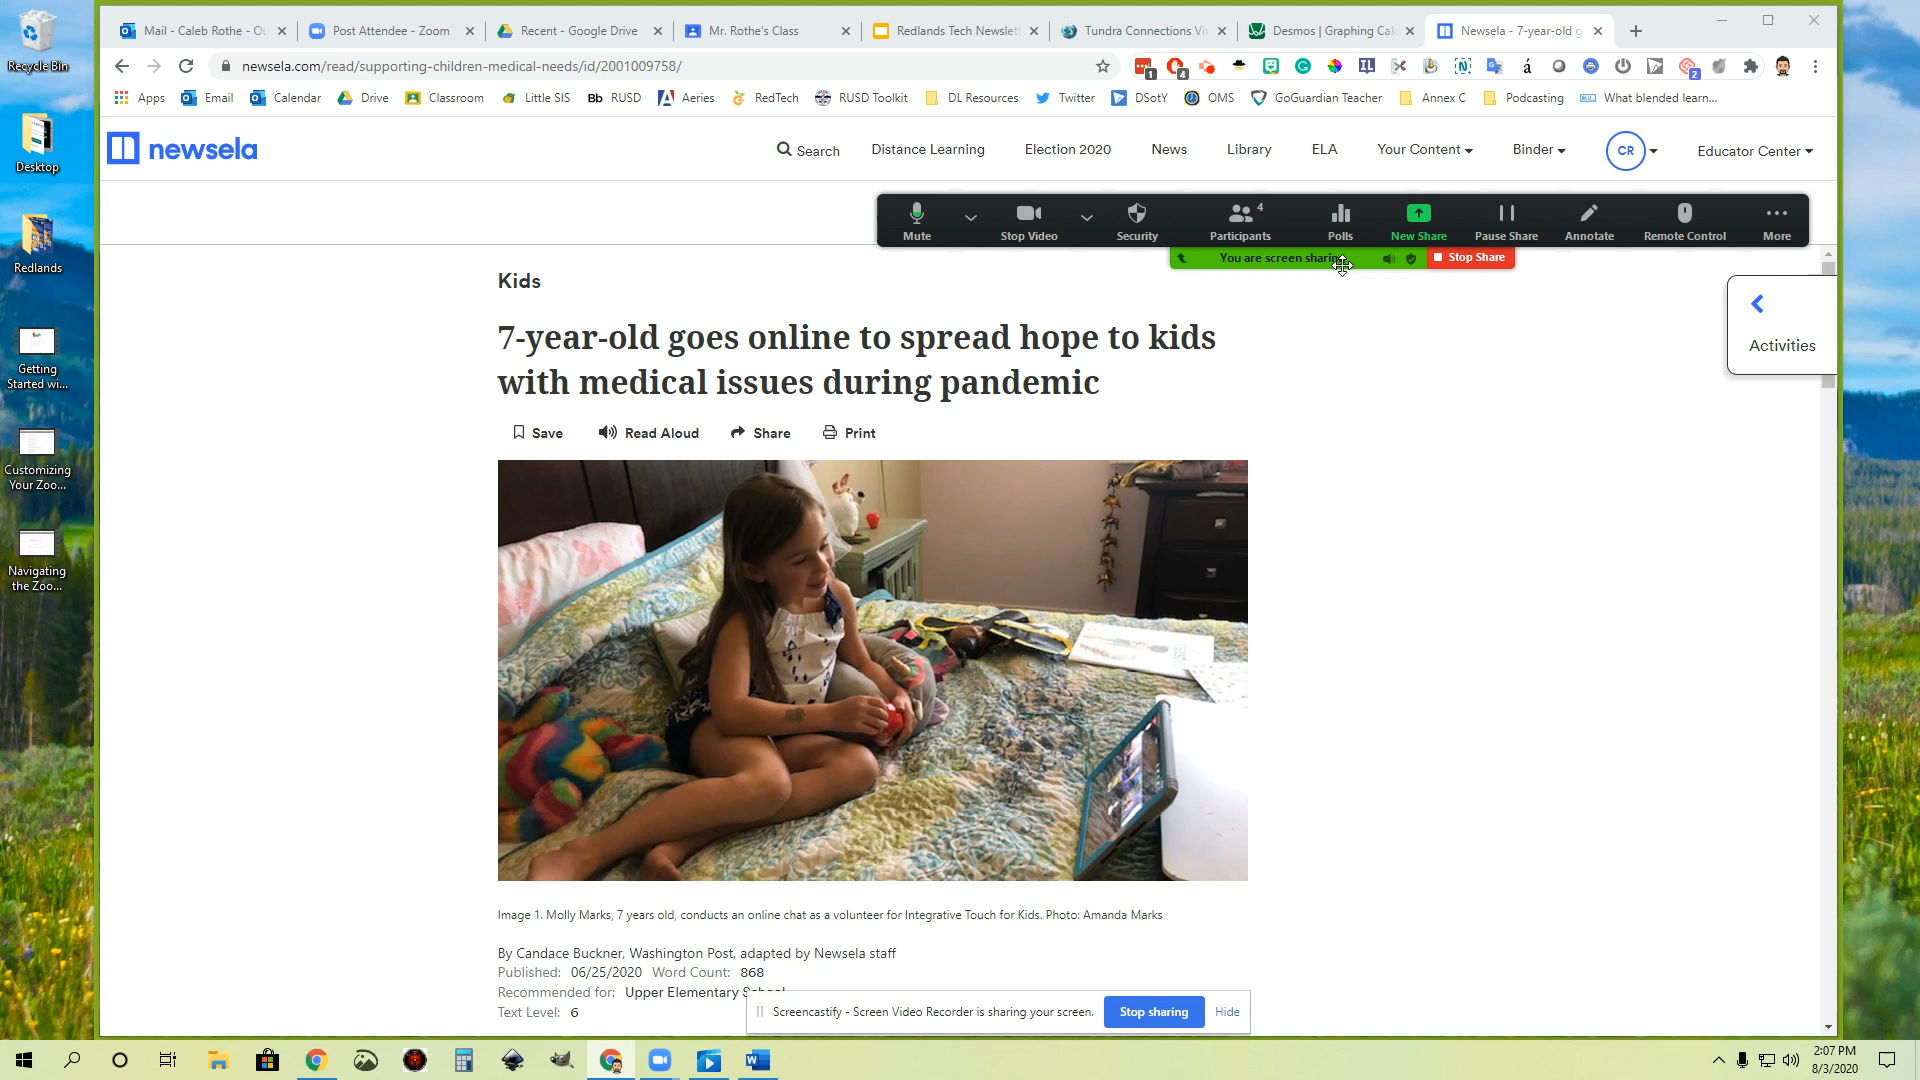 Recycle Bin
Desktop
Redlands
Getting
Started wi...
Customizing
Your Zoo...
Navigating
the Zoo...
Mail - Caleb Rothe - Ou
Post Attendee - Zoom
Recent - Google Drive
Mr. Rothe's Class
Redlands Tech Newslet
Tundra Connections Vi
Desmos | Graphing Cal
Newsela - 7-year-old g
newsela.com/read/supporting-children-medical-needs/id/2001009758/
Apps
Email
Calendar
Drive
Classroom
Little SIS
Bb RUSD
Aeries
RedTech
RUSD Toolkit
DL Resources
Twitter
DSotY
OMS
GoGuardian Teacher
Annex C
Podcasting
What blended learn...
newsela
Search
Distance Learning
Election 2020
News
Library
ELA
Your Content
Binder
CR
Educator Center
Mute
Stop Video
Security
4
Participants
Polls
New Share
Pause Share
Annotate
Remote Control
More
You are screen sharing
Stop Share
Activities
Kids
7-year-old goes online to spread hope to kids
with medical issues during pandemic
Save
Read Aloud
Share
Print
Image 1. Molly Marks, 7 years old, conducts an online chat as a volunteer for Integrative Touch for Kids. Photo: Amanda Marks
By Candace Buckner, Washington Post, adapted by Newsela staff
Published: 06/25/2020 Word Count: 868
Recommended for: Upper Elementary School
Text Level: 6
Screencastify - Screen Video Recorder is sharing your screen.
Stop sharing
Hide
2:07 PM
8/3/2020